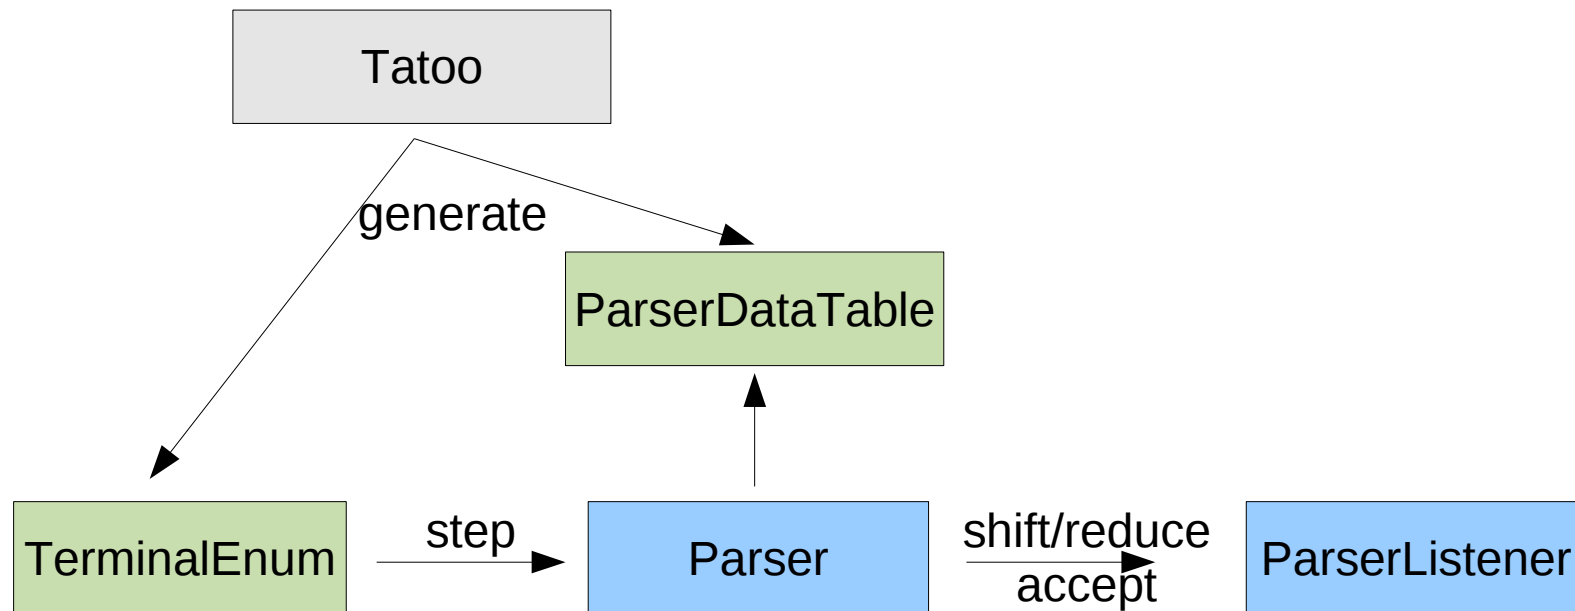 Tatoo
generate
ParserDataTable
TerminalEnum
step
Parser
shift/reduce
accept
ParserListener